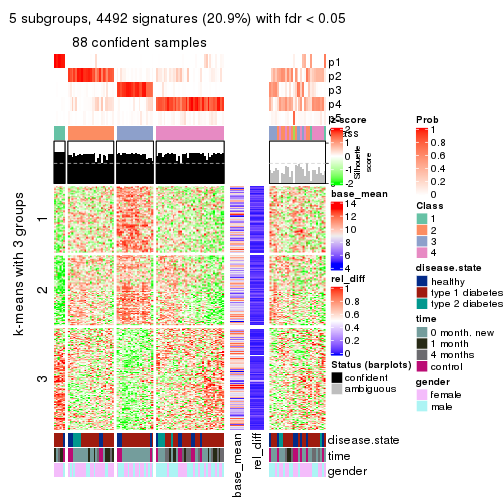 5 subgroups, 4492 signatures (20.9%) with fdr < 0.05
88 confident samples
p1
p2
p3
p4
p5
Class
k-means with 3 groups
1
2
3
disease.state
time
gender
base_mean
rel_diff
z-score
2
-2
Silhouette
score
base_mean
14
12
10
8
6
4
rel_diff
1
0.8
0.6
0.4
0.2
0
Status (barplots)
confident
ambiguous
Prob
1
0.8
0.6
0.4
0.2
0
Class
1
2
3
4
disease.state
healthy
type 1 diabetes
type 2 diabetes
time
0 month. new
1 month
4 months
control
gender
female
male